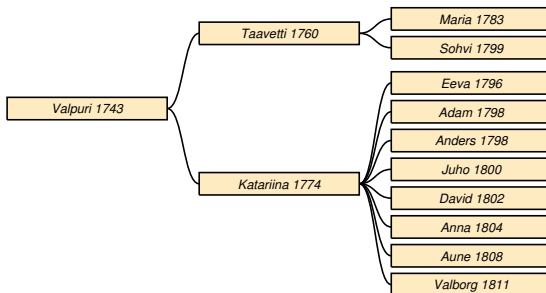 Maria 1783
Taavetti 1760
Sohvi 1799
Eeva 1796
Valpuri 1743
Adam 1798
Anders 1798
Juho 1800
Katariina 1774
David 1802
Anna 1804
Aune 1808
Valborg 1811